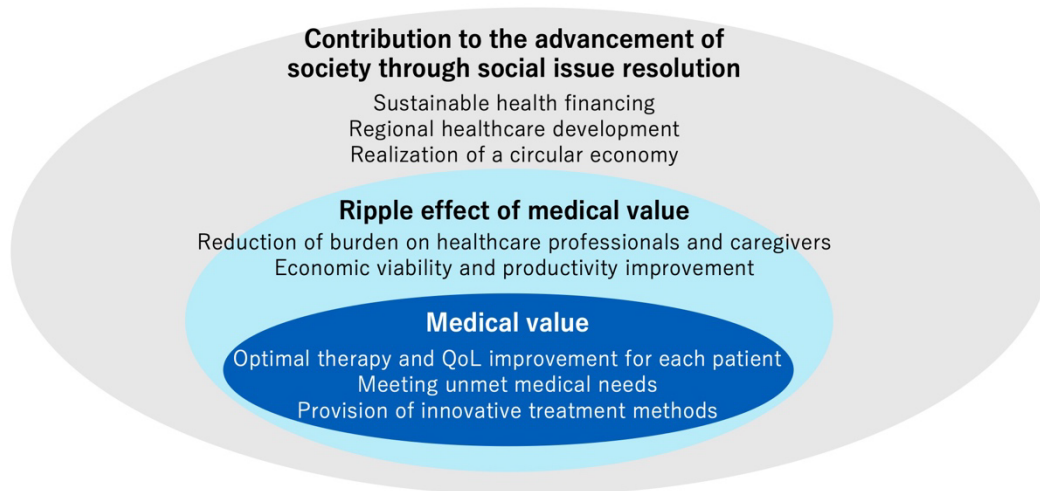 Contribution to the advancement of
society through social issue resolution
Sustainable health financing
Regional healthcare development
Realization of a circular economy
Ripple effect of medical value
Reduction of burden on healthcare professionals and caregivers
Economic viability and productivity improvement
Medical value
Optimal therapy and QoL improvement for each patient
Meeting unmet medical needs
Provision of innovative treatment methods